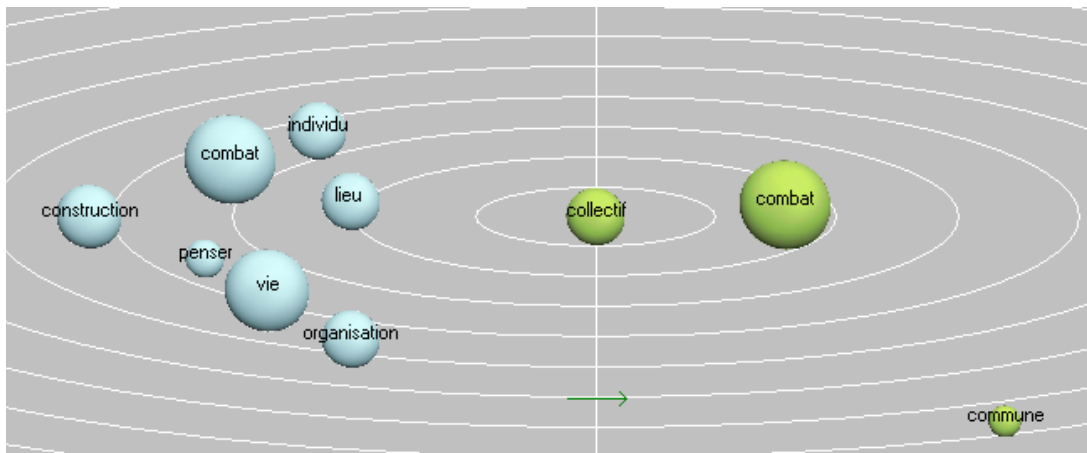 individu
combat
lieu
construction
collectif
combat
penser
vie
organisation
commune